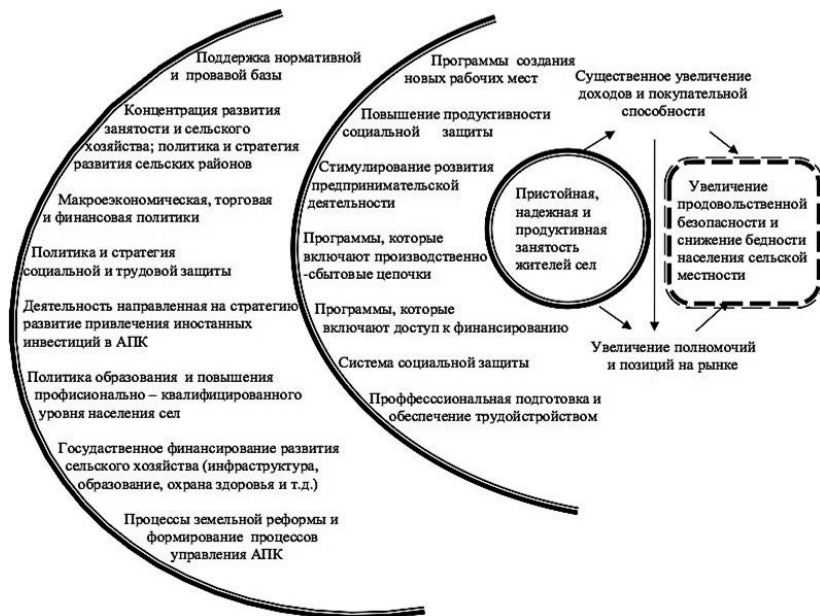 Поддержка нормативной
и провавой базы
Концентрация развития
занятости и сельского
хозяйства; политика и стратегия
развития сельских районов
Макроэкономическая, торговая
и финансовая политики
Политика и стратегия
социальной и трудовой защиты
Деятельность направленная на стратегию
развитие привлечения иностанных
инвестиций в АПК
Политика образования и повышения
профисионально – квалифицированного
уровня населения сел
Государственное финансирование развития
сельского хозяйства (инфраструктура,
образование, охрана здоровья и т.д.)
Процессы земельной реформы и
формирование процессов
управления АПК
Программы создания
новых рабочих мест
Повышение продуктивности
социальной защиты
Стимулирование розвития
предпринимательской
деятельности
Программы, которые
включают производственно
-сбытовые цепочки
Программы, которые
включают доступ к финансированию
Система социальной защиты
Проффесссиональная подготовка и
обеспечение трудойстройством
Пристойная,
надежная и
продуктивная
занятость
жителей сел
Существенное увеличение
доходов и покупательной
способности
Увеличение
продовольственной
безопасности и
снижение бедности
населения сельской
местности
Увеличение полномочий
и позиций на рынке